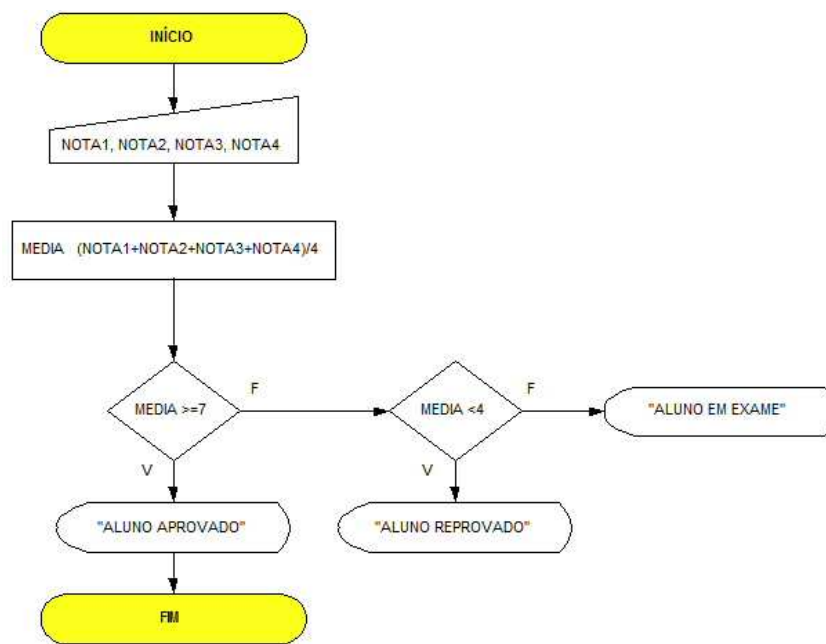 INÍCIO
NOTA1, NOTA2, NOTA3, NOTA4
MEDIA (NOTA1+NOTA2+NOTA3+NOTA4)/4
MEDIA >=7
F
MEDIA <4
F
"ALUNO EM EXAME"
V
V
"ALUNO APROVADO"
"ALUNO REPROVADO"
FIM